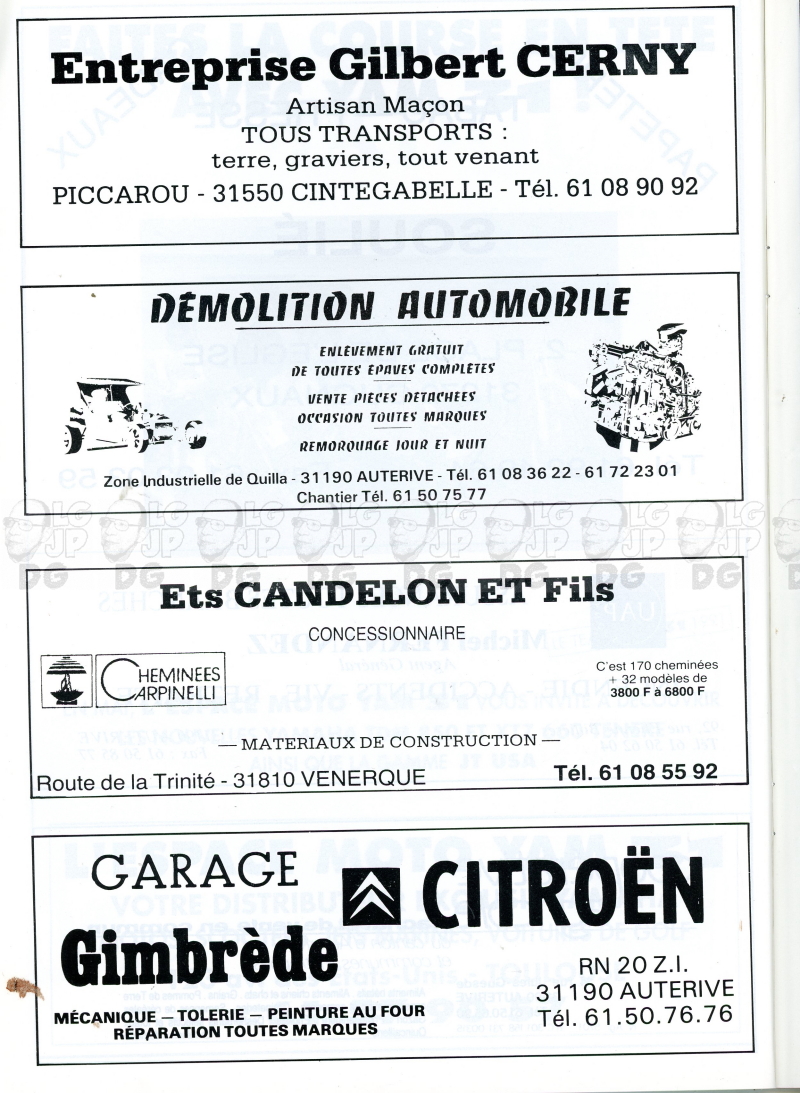 Entreprise Gilbert CERNY
Artisan Maçon
TOUS TRANSPORTS :
terre, graviers, tout venant
PICCAROU - 31550 CINTEGABELLE - Tél. 61 08 90 92
DÉMOLITION AUTOMOBILE
ENLÈVEMENT GRATUIT
DE TOUTES ÉPAVES COMPLÈTES
VENTE PIÈCES DETACHÉES
OCCASION TOUTES MARQUES
REMORQUAGE JOUR ET NUIT
Zone Industrielle de Quilla - 31190 AUTERIVE - Tél. 61 08 36 22 - 61 72 23 01
Chantier Tél. 61 50 75 77
Ets CANDELON ET Fils
CONCESSIONNAIRE
CHEMINEES
CARPINELLI
C'est 170 cheminées
+ 32 modèles de
3800 F à 6800 F
— MATERIAUX DE CONSTRUCTION —
Route de la Trinité - 31810 VENERQUE
Tél. 61 08 55 92
GARAGE
Gimbrède
CITROËN
MÉCANIQUE — TOLERIE — PEINTURE AU FOUR
RÉPARATION TOUTES MARQUES
RN 20 Z.I.
31190 AUTERIVE
Tél. 61.50.76.76